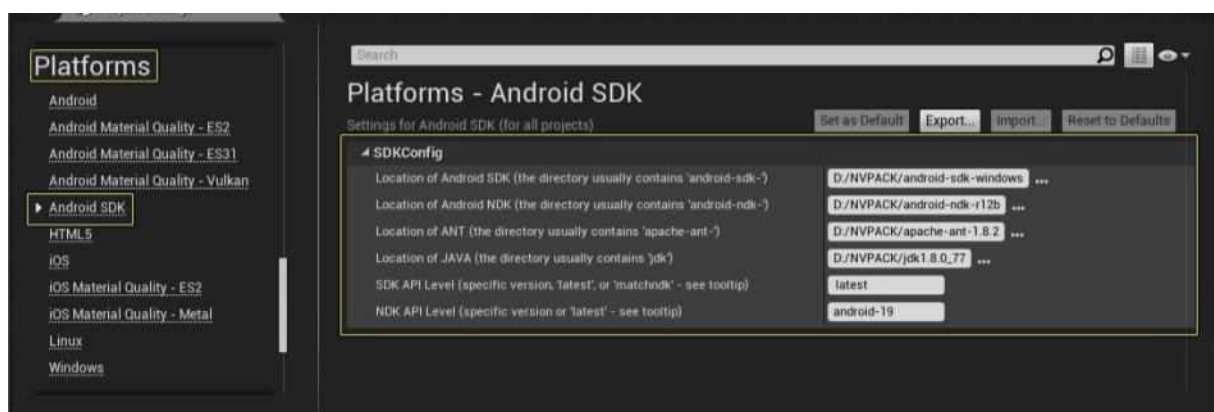 Platforms
Android
Android Material Quality - ES2
Android Material Quality - ES31
Android Material Quality - Vulkan
Android SDK
HTML5
iOS
iOS Material Quality - ES2
iOS Material Quality - Metal
Linux
Windows
Search
Platforms - Android SDK
Settings for Android SDK (for all projects)
Set as Default Export... Import... Reset to Defaults
SDKConfig
Location of Android SDK (the directory usually contains 'android-sdk-') D:/NVPACK/android-sdk-windows ...
Location of Android NDK (the directory usually contains 'android-ndk-') D:/NVPACK/android-ndk-r12b ...
Location of ANT (the directory usually contains 'apache-ant-') D:/NVPACK/apache-ant-1.8.2 ...
Location of JAVA (the directory usually contains 'jdk') D:/NVPACK/jdk1.8.0_77 ...
SDK API Level (specific version, 'latest', or 'matchndk' - see tooltip) latest
NDK API Level (specific version or 'latest' - see tooltip) android-19